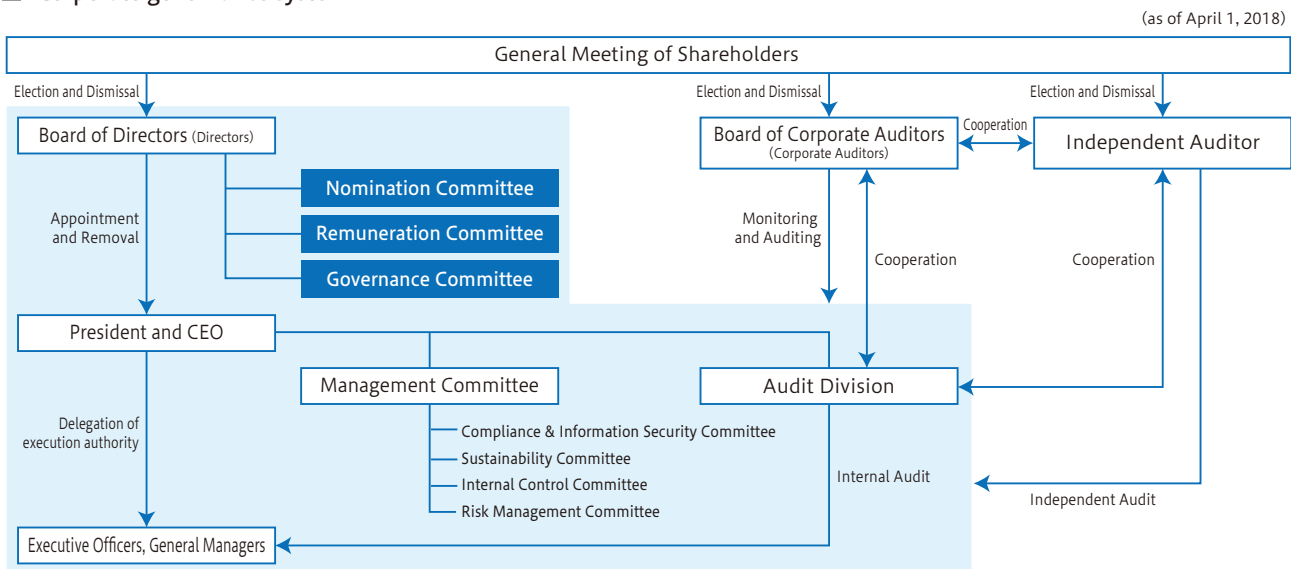 (as of April 1, 2018)
General Meeting of Shareholders
Election and Dismissal
Election and Dismissal
Election and Dismissal
Board of Directors (Directors)
Board of Corporate Auditors
(Corporate Auditors)
Cooperation
Independent Auditor
Nomination Committee
Remuneration Committee
Governance Committee
Appointment
and Removal
Monitoring
and Auditing
Cooperation
Cooperation
President and CEO
Management Committee
Audit Division
Delegation of
execution authority
Compliance & Information Security Committee
Sustainability Committee
Internal Control Committee
Risk Management Committee
Internal Audit
Independent Audit
Executive Officers, General Managers